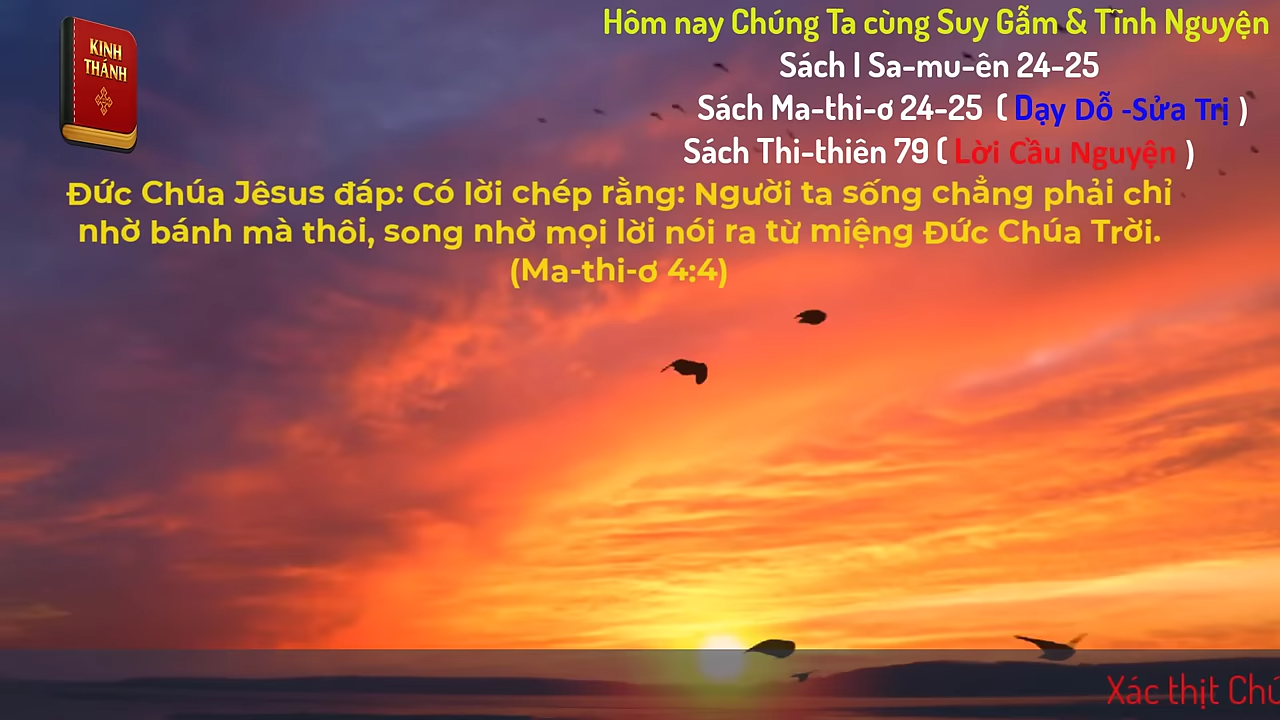 KINH
THÁNH
Hôm nay Chúng Ta cùng Suy Gẫm & Tĩnh Nguyện
Sách I Sa-mu-ên 24-25
Sách Ma-thi-ơ 24-25 ( Dạy Dỗ -Sửa Trị )
Sách Thi-thiên 79 ( Lời Cầu Nguyện )
Đức Chúa Jêsus đáp: Có lời chép rằng: Người ta sống chẳng phải chỉ
nhờ bánh mà thôi, song nhờ mọi lời nói ra từ miệng Đức Chúa Trời.
(Ma-thi-ơ 4:4)
Xác thịt